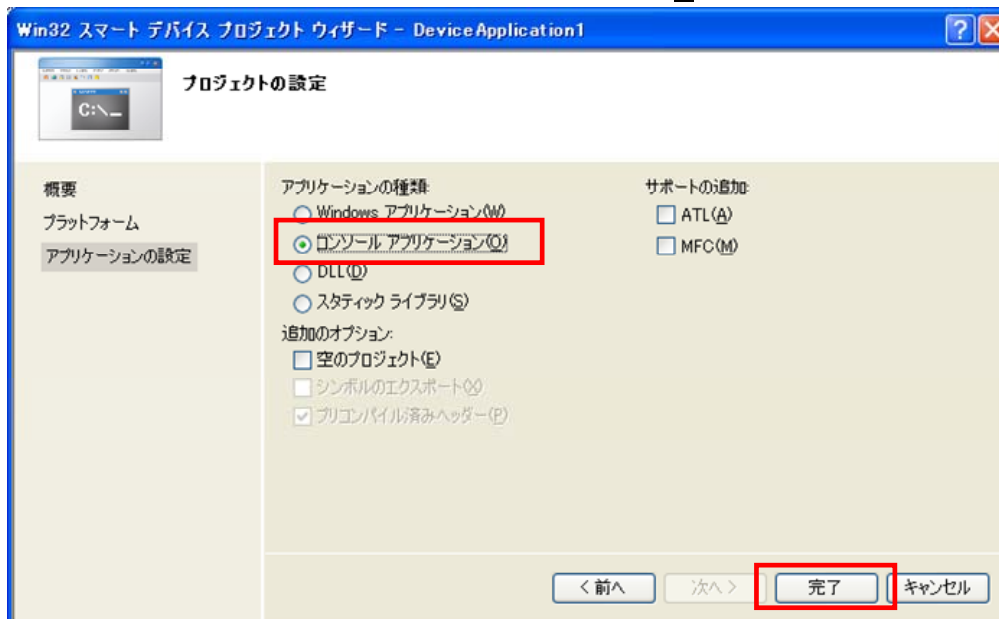 Win32 スマート デバイス プロジェクト ウィザード - DeviceApplication1
C:\_
プロジェクトの設定
概要
プラットフォーム
アプリケーションの設定
アプリケーションの種類:
Windows アプリケーション(W)
コンソール アプリケーション(O)
DLL(D)
スタティック ライブラリ(S)
追加のオプション:
空のプロジェクト(E)
シンボルのエクスポート(X)
プリコンパイル済みヘッダー(P)
サポートの追加:
ATL(A)
MFC(M)
< 前へ
次へ >
完了
キャンセル